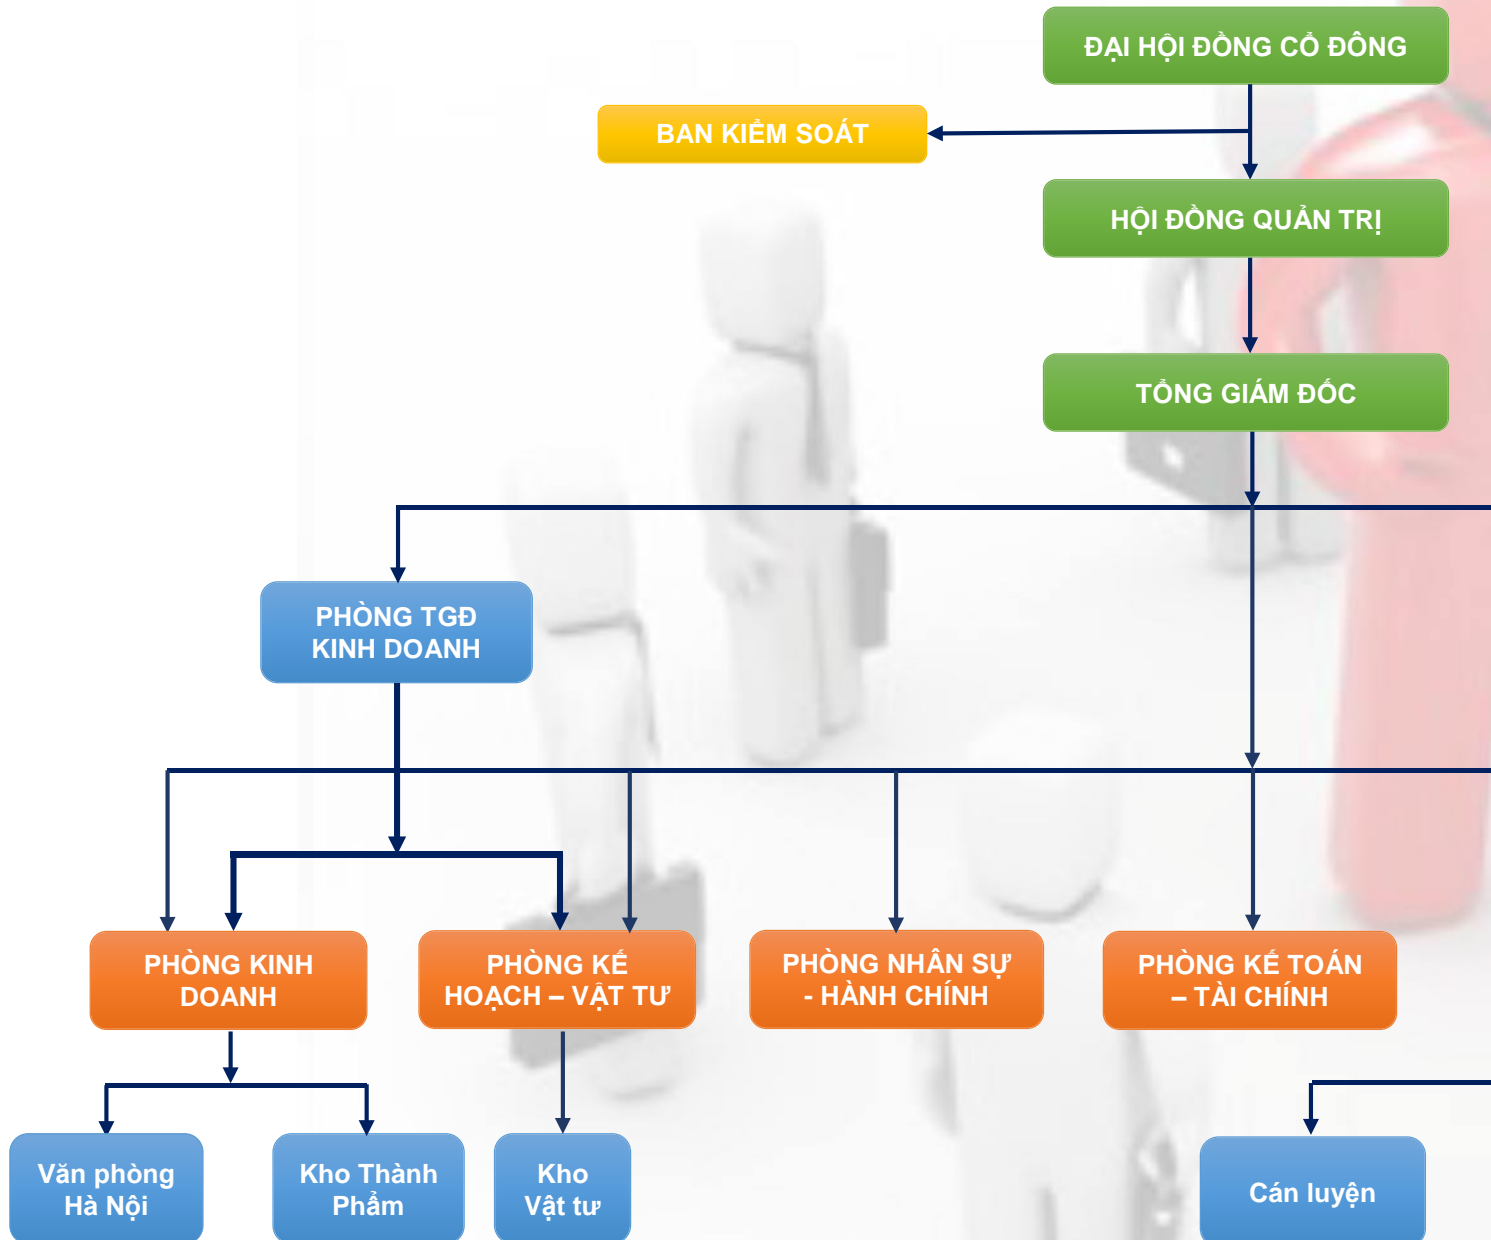 ĐẠI HỘI ĐỒNG CỔ ĐÔNG
BAN KIỂM SOÁT
HỘI ĐỒNG QUẢN TRỊ
TỔNG GIÁM ĐỐC
PHÒNG TGĐ
KINH DOANH
PHÒNG KINH
DOANH
PHÒNG KẾ
HOẠCH – VẬT TƯ
PHÒNG NHÂN SỰ
- HÀNH CHÍNH
PHÒNG KẾ TOÁN
– TÀI CHÍNH
Văn phòng
Hà Nội
Kho Thành
Phẩm
Kho
Vật tư
Cán luyện